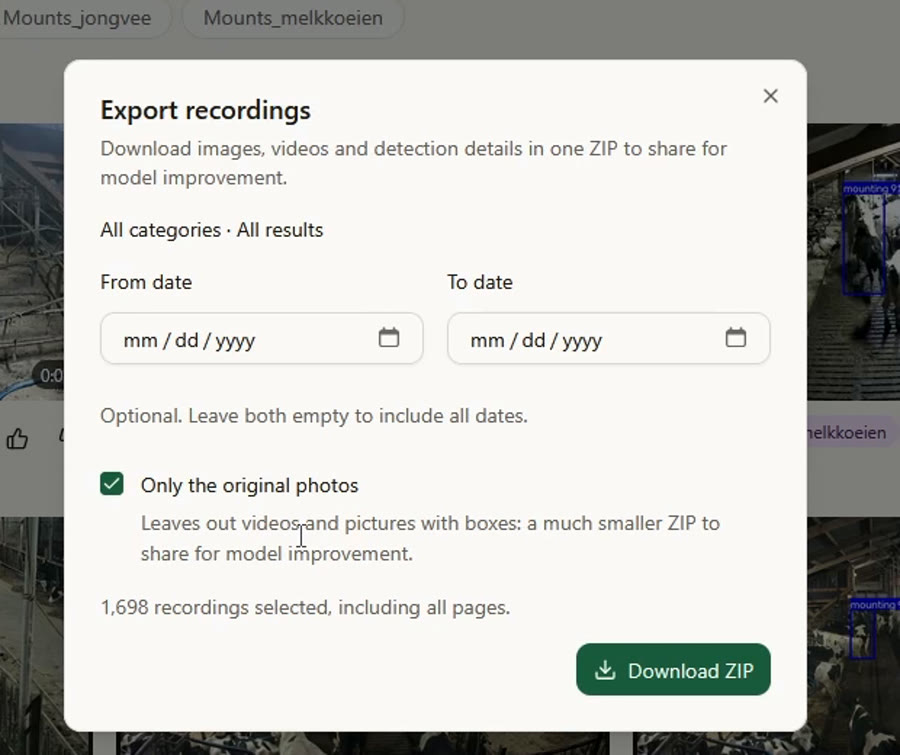 Mounts_jongvee
Mounts_melkkoeien
Export recordings
Download images, videos and detection details in one ZIP to share for
model improvement.
All categories · All results
From date
To date
mm / dd / yyyy
mm / dd / yyyy
Optional. Leave both empty to include all dates.
Only the original photos
Leaves out videos and pictures with boxes: a much smaller ZIP to
share for model improvement.
1,698 recordings selected, including all pages.
Download ZIP
mounting
mounting